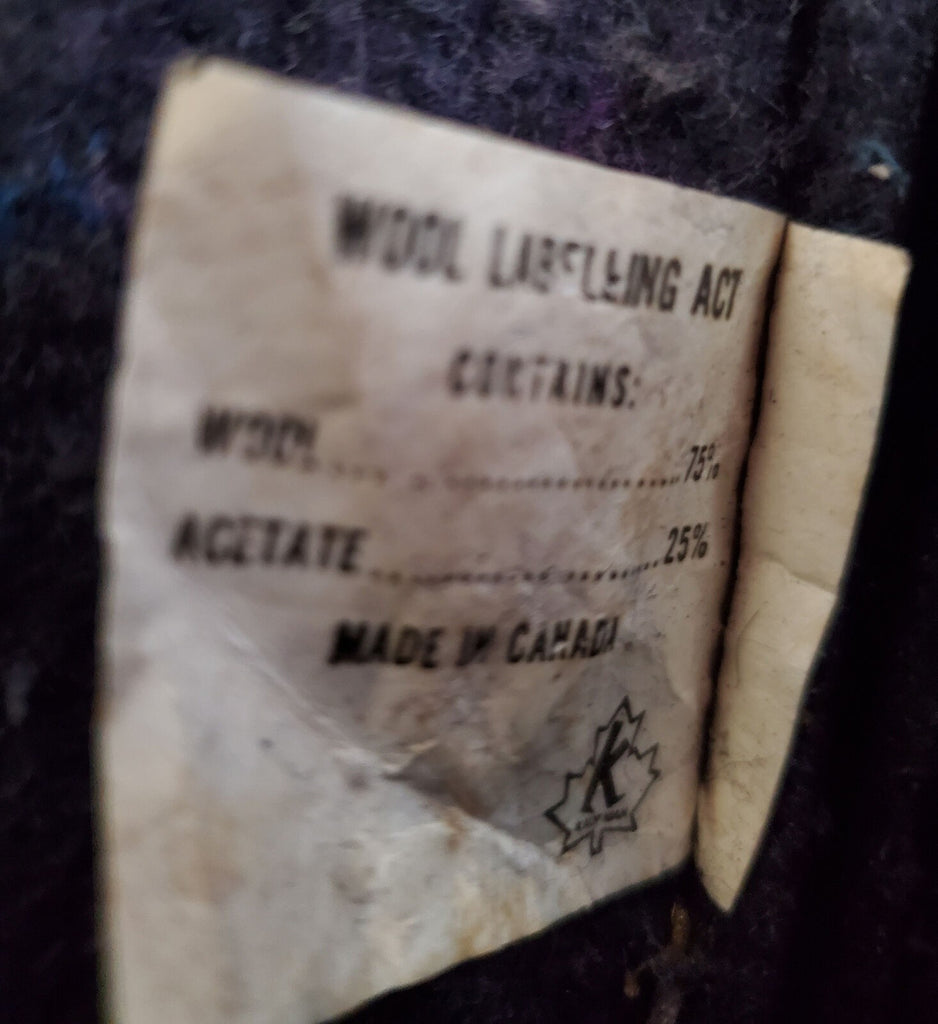 WOOL LABELLING ACT
CONTAINS:
WOOL..............................75%
ACETATE..............................25%
MADE IN CANADA
K